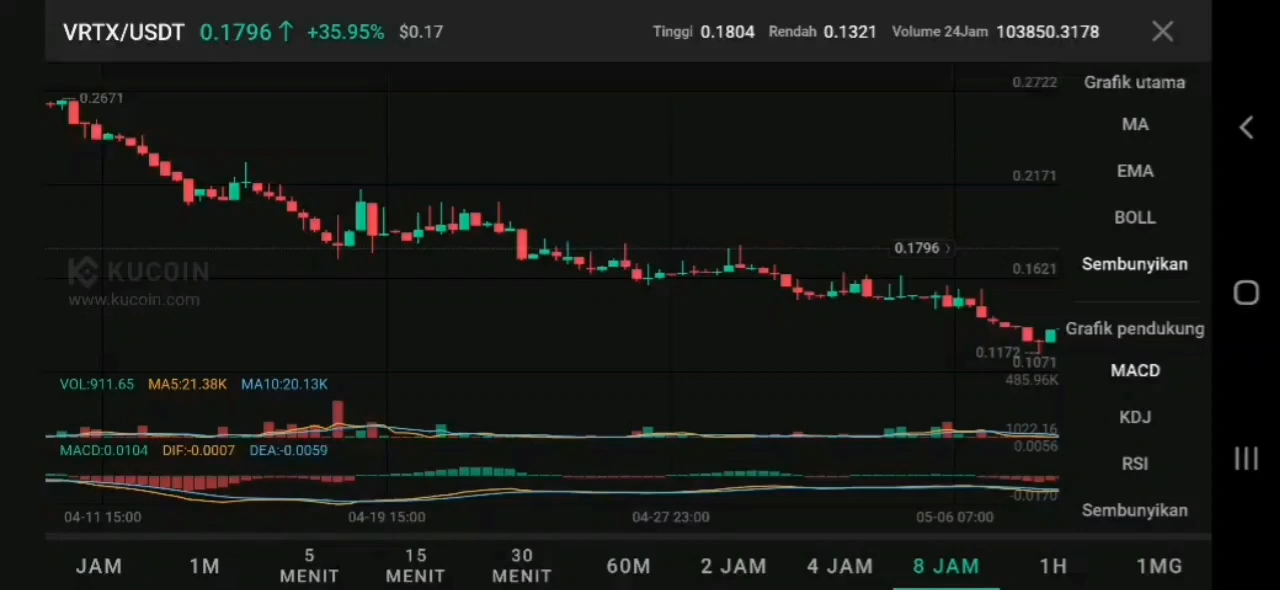 VRTX/USDT 0.1796↑ +35.95% $0.17 Tinggi 0.1804 Rendah 0.1321 Volume 24Jam 103850.3178
0.2722
0.2671
0.2171
0.1796
0.1621
0.1172
0.1071
KUCOIN
www.kucoin.com
Grafik utama
MA
EMA
BOLL
Sembunyikan
Grafik pendukung
MACD
KDJ
RSI
Sembunyikan
VOL:911.65 MA5:21.38K MA10:20.13K
485.96K
1022.16
MACD:0.0104 DIF:-0.0007 DEA:-0.0059
0.0056
-0.0170
04-11 15:00 04-19 15:00 04-27 23:00 05-06 07:00
JAM 1M 5 MENIT 15 MENIT 30 MENIT 60M 2 JAM 4 JAM 8 JAM 1H 1MG